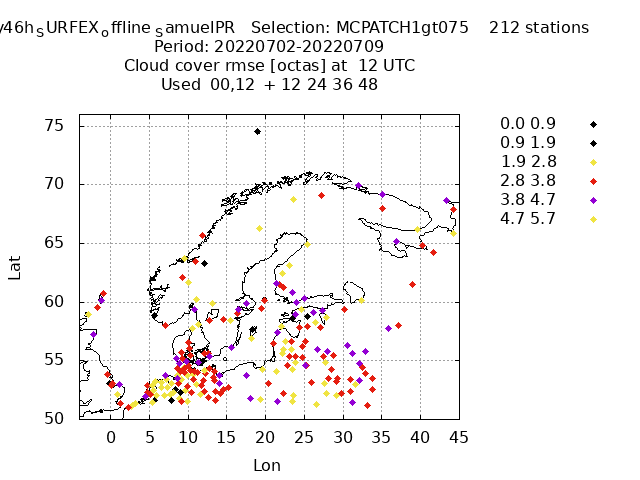 y46h_SURFEX_offline_SamuelPR Selection: MCPATCH1gt075 212 stations
Period: 20220702-20220709
Cloud cover rmse [octas] at 12 UTC
Used 00,12 + 12 24 36 48
0.0 0.9
0.9 1.9
1.9 2.8
2.8 3.8
3.8 4.7
4.7 5.7
75
70
65
60
55
50
Lat
0 5 10 15 20 25 30 35 40 45
Lon